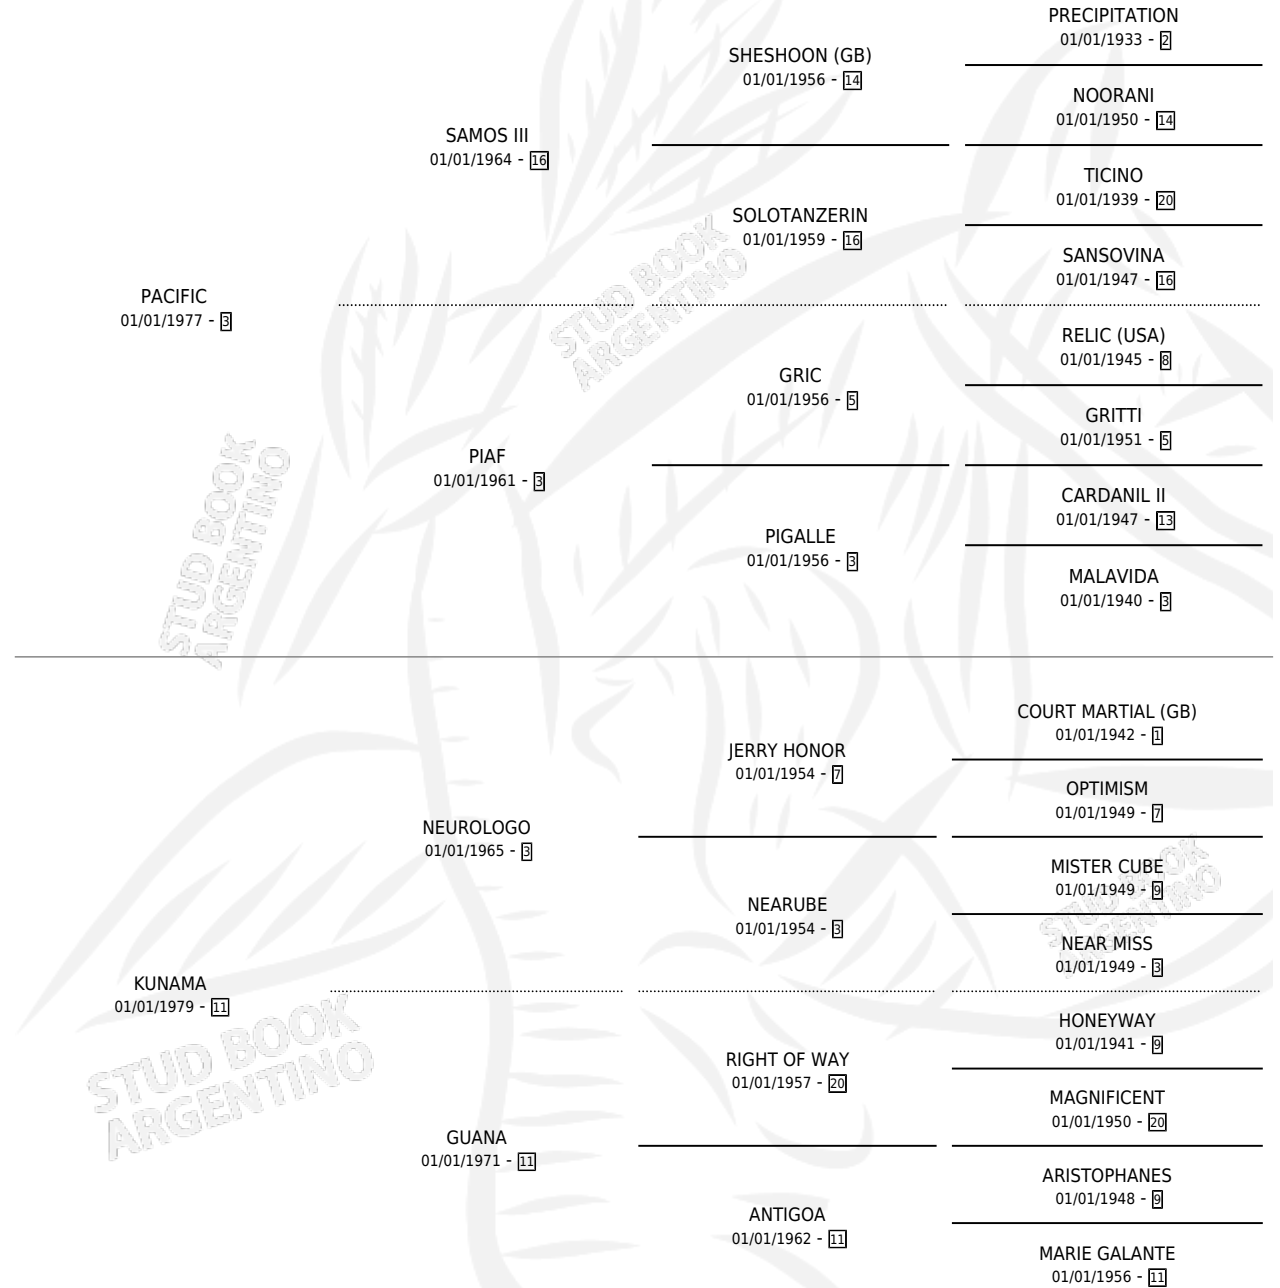 PRECIPITATION
01/01/1933 - 2
SHESHOON (GB)
01/01/1956 - 14
NOORANI
01/01/1950 - 14
SAMOS III
01/01/1964 - 16
TICINO
01/01/1939 - 20
SOLOTANZERIN
01/01/1959 - 16
SANSOVINA
01/01/1947 - 16
PACIFIC
01/01/1977 - 3
STUD BOOK
ARGENTINO
RELIC (USA)
01/01/1945 - 8
GRIC
01/01/1956 - 5
GRITTI
01/01/1951 - 5
PIAF
01/01/1961 - 3
CARDANIL II
01/01/1947 - 13
PIGALLE
01/01/1956 - 3
MALAVIDA
01/01/1940 - 3
STUD BOOK
ARGENTINO
COURT MARTIAL (GB)
01/01/1942 - 1
JERRY HONOR
01/01/1954 - 7
OPTIMISM
01/01/1949 - 7
NEUROLOGO
01/01/1965 - 3
MISTER CUBE
01/01/1949 - 9
NEARUBE
01/01/1954 - 3
NEAR MISS
01/01/1949 - 3
STUD BOOK
ARGENTINO
KUNAMA
01/01/1979 - 11
HONEYWAY
01/01/1941 - 9
RIGHT OF WAY
01/01/1957 - 20
MAGNIFICENT
01/01/1950 - 20
STUD BOOK
ARGENTINO
GUANA
01/01/1971 - 11
ARISTOPHANES
01/01/1948 - 9
ANTIGOA
01/01/1962 - 11
MARIE GALANTE
01/01/1956 - 11